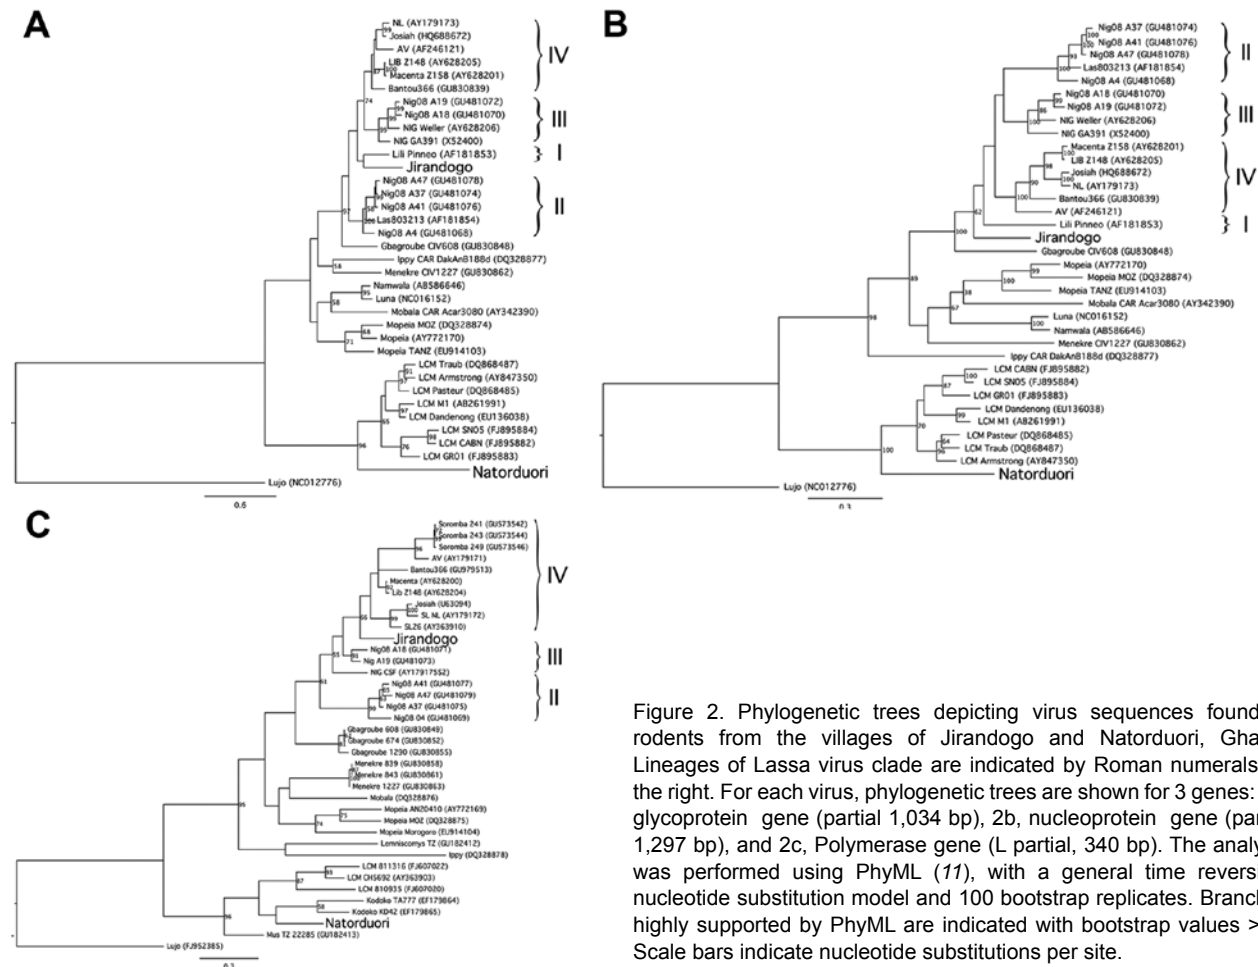 A
NL (AY179173)
Josiah (HQ688672)
AV (AF246121)
LIB Z148 (AY628205)
Macenta Z158 (AY628201)
Bantou366 (GU830839)
IV
Nig08 A19 (GU481072)
Nig08 A18 (GU481070)
NIG Weller (AY628206)
NIG GA391 (X52400)
III
Lili Pinneo (AF181853)
I
Jirandogo
Nig08 A47 (GU481078)
Nig08 A37 (GU481074)
Nig08 A41 (GU481076)
Las803213 (AF181854)
Nig08 A4 (GU481068)
II
Gbagroube CIV608 (GU830848)
Ippy CAR DakAn8188d (DQ328877)
Menekre CIV1227 (GU830862)
Namwala (AB586646)
Luna (NC016152)
Mobala CAR Acar3080 (AY342390)
Mopeia MOZ (DQ328874)
Mopeia (AY772170)
Mopeia TANZ (EU914103)
LCM Traub (DQ868487)
LCM Armstrong (AY847350)
LCM Pasteur (DQ868485)
LCM M1 (AB261991)
LCM Dandenong (EU136038)
LCM SN05 (FJ895884)
LCM CABN (FJ895882)
LCM GR01 (FJ895883)
Natorduori
Lujo (NC012776)
B
Nig08 A37 (GU481074)
Nig08 A41 (GU481076)
Nig08 A47 (GU481078)
Las803213 (AF181854)
Nig08 A4 (GU481068)
II
Nig08 A18 (GU481070)
Nig08 A19 (GU481072)
NIG Weller (AY628206)
NIG GA391 (X52400)
III
Macenta Z158 (AY628201)
LIB Z148 (AY628205)
Josiah (HQ688672)
NL (AY179173)
Bantou366 (GU830839)
AV (AF246121)
IV
Lili Pinneo (AF181853)
I
Jirandogo
Gbagroube CIV608 (GU830848)
Mopeia (AY772170)
Mopeia MOZ (DQ328874)
Mopeia TANZ (EU914103)
Mobala CAR Acar3080 (AY342390)
Luna (NC016152)
Namwala (AB586646)
Menekre CIV1227 (GU830862)
Ippy CAR DakAn8188d (DQ328877)
LCM CABN (FJ895882)
LCM SN05 (FJ895884)
LCM GR01 (FJ895883)
LCM Dandenong (EU136038)
LCM M1 (AB261991)
LCM Pasteur (DQ868485)
LCM Traub (DQ868487)
LCM Armstrong (AY847350)
Natorduori
Lujo (NC012776)
0.3
C
Soromba 241 (GU573542)
Soromba 243 (GU573544)
Soromba 249 (GU573546)
AV (AY179171)
Bantou366 (GU979513)
Macenta (AY628200)
Lib Z148 (AY628204)
Josiah (U63094)
SL NL (AY179172)
SL26 (AY363910)
IV
Jirandogo
Nig08 A18 (GU481071)
Nig A19 (GU481073)
NIG CSF (AY17917552)
III
Nig08 A41 (GU481077)
Nig08 A47 (GU481079)
Nig08 A37 (GU481075)
Nig08 04 (GU481069)
II
Gbagroube 608 (GU830849)
Gbagroube 674 (GU830852)
Gbagroube 1290 (GU830855)
Menekre 839 (GU830858)
Menekre 843 (GU830861)
Menekre 1227 (GU830863)
Mobala (DQ328876)
Mopeia AN20410 (AY772169)
Mopeia MOZ (DQ328875)
Mopeia Morogoro (EU914104)
Lemniscomys TZ (GU182412)
Ippy (DQ328878)
LCM 811316 (FJ607022)
LCM CH5692 (AY363903)
LCM 810935 (FJ607020)
Kodoko TA777 (EF179864)
Kodoko KD42 (EF179865)
Natorduori
Mus TZ 22285 (GU182413)
Lujo (FJ952385)
Figure 2. Phylogenetic trees depicting virus sequences found
rodents from the villages of Jirandogo and Natorduori, Gha
Lineages of Lassa virus clade are indicated by Roman numerals
the right. For each virus, phylogenetic trees are shown for 3 genes:
glycoprotein gene (partial 1,034 bp), 2b, nucleoprotein gene (par
1,297 bp), and 2c, Polymerase gene (L partial, 340 bp). The analy
was performed using PhyML (11), with a general time reversi
nucleotide substitution model and 100 bootstrap replicates. Branch
highly supported by PhyML are indicated with bootstrap values >
Scale bars indicate nucleotide substitutions per site.